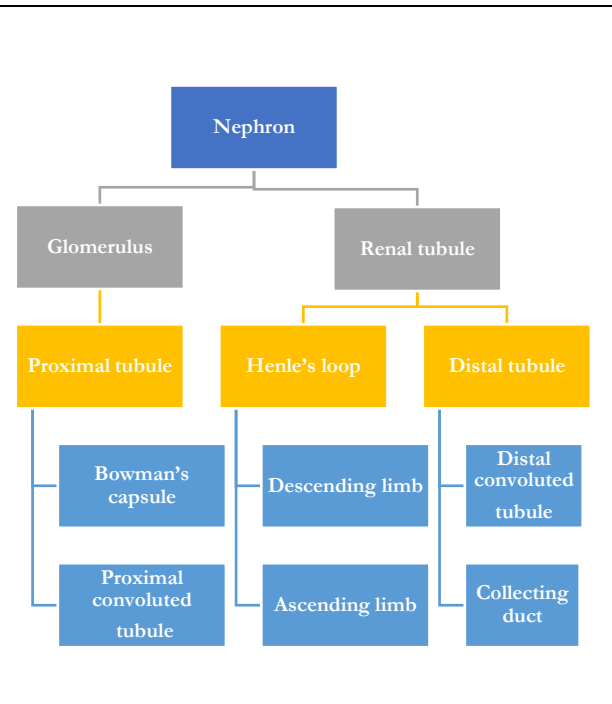 Nephron
Glomerulus
Renal tubule
Proximal tubule
Henle’s loop
Distal tubule
Bowman’s
capsule
Descending limb
Distal
convoluted
tubule
Proximal
convoluted
tubule
Ascending limb
Collecting
duct